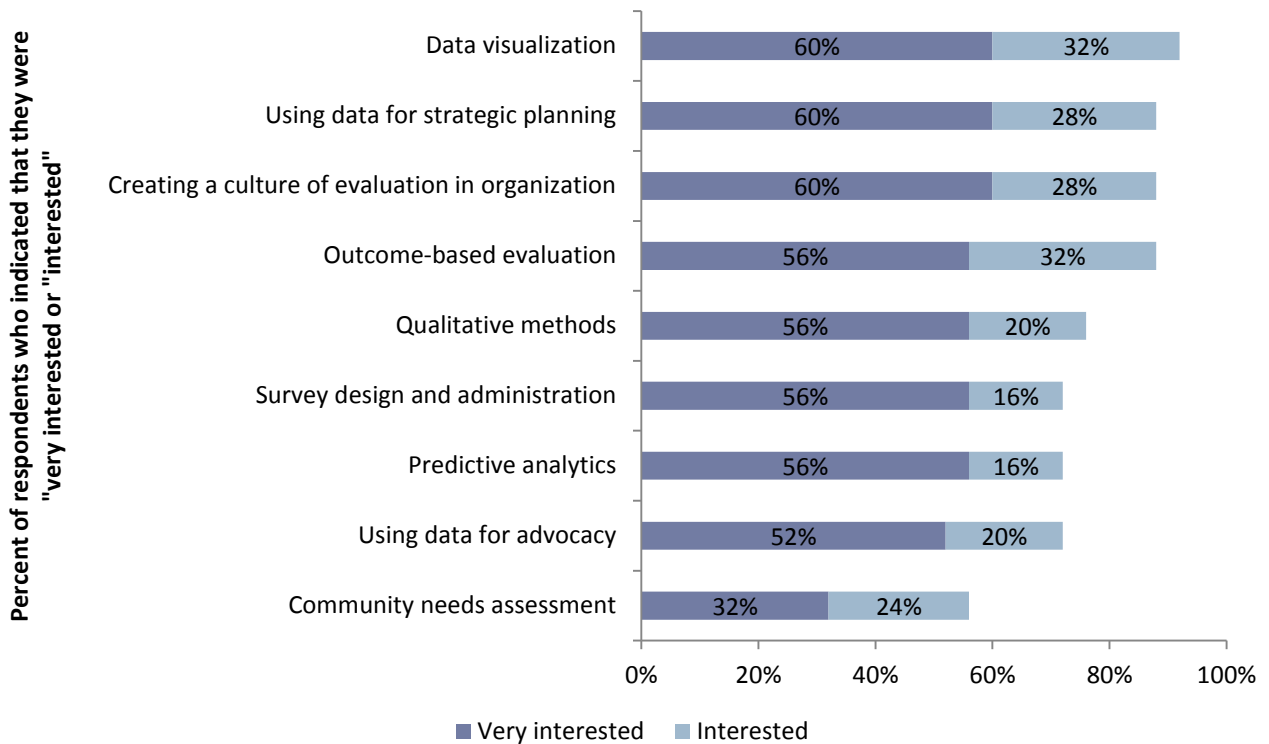 Percent of respondents who indicated that they were
"very interested or "interested"
Data visualization
60%
32%
Using data for strategic planning
60%
28%
Creating a culture of evaluation in organization
60%
28%
Outcome-based evaluation
56%
32%
Qualitative methods
56%
20%
Survey design and administration
56%
16%
Predictive analytics
56%
16%
Using data for advocacy
52%
20%
Community needs assessment
32%
24%
0%
20%
40%
60%
80%
100%
Very interested
Interested